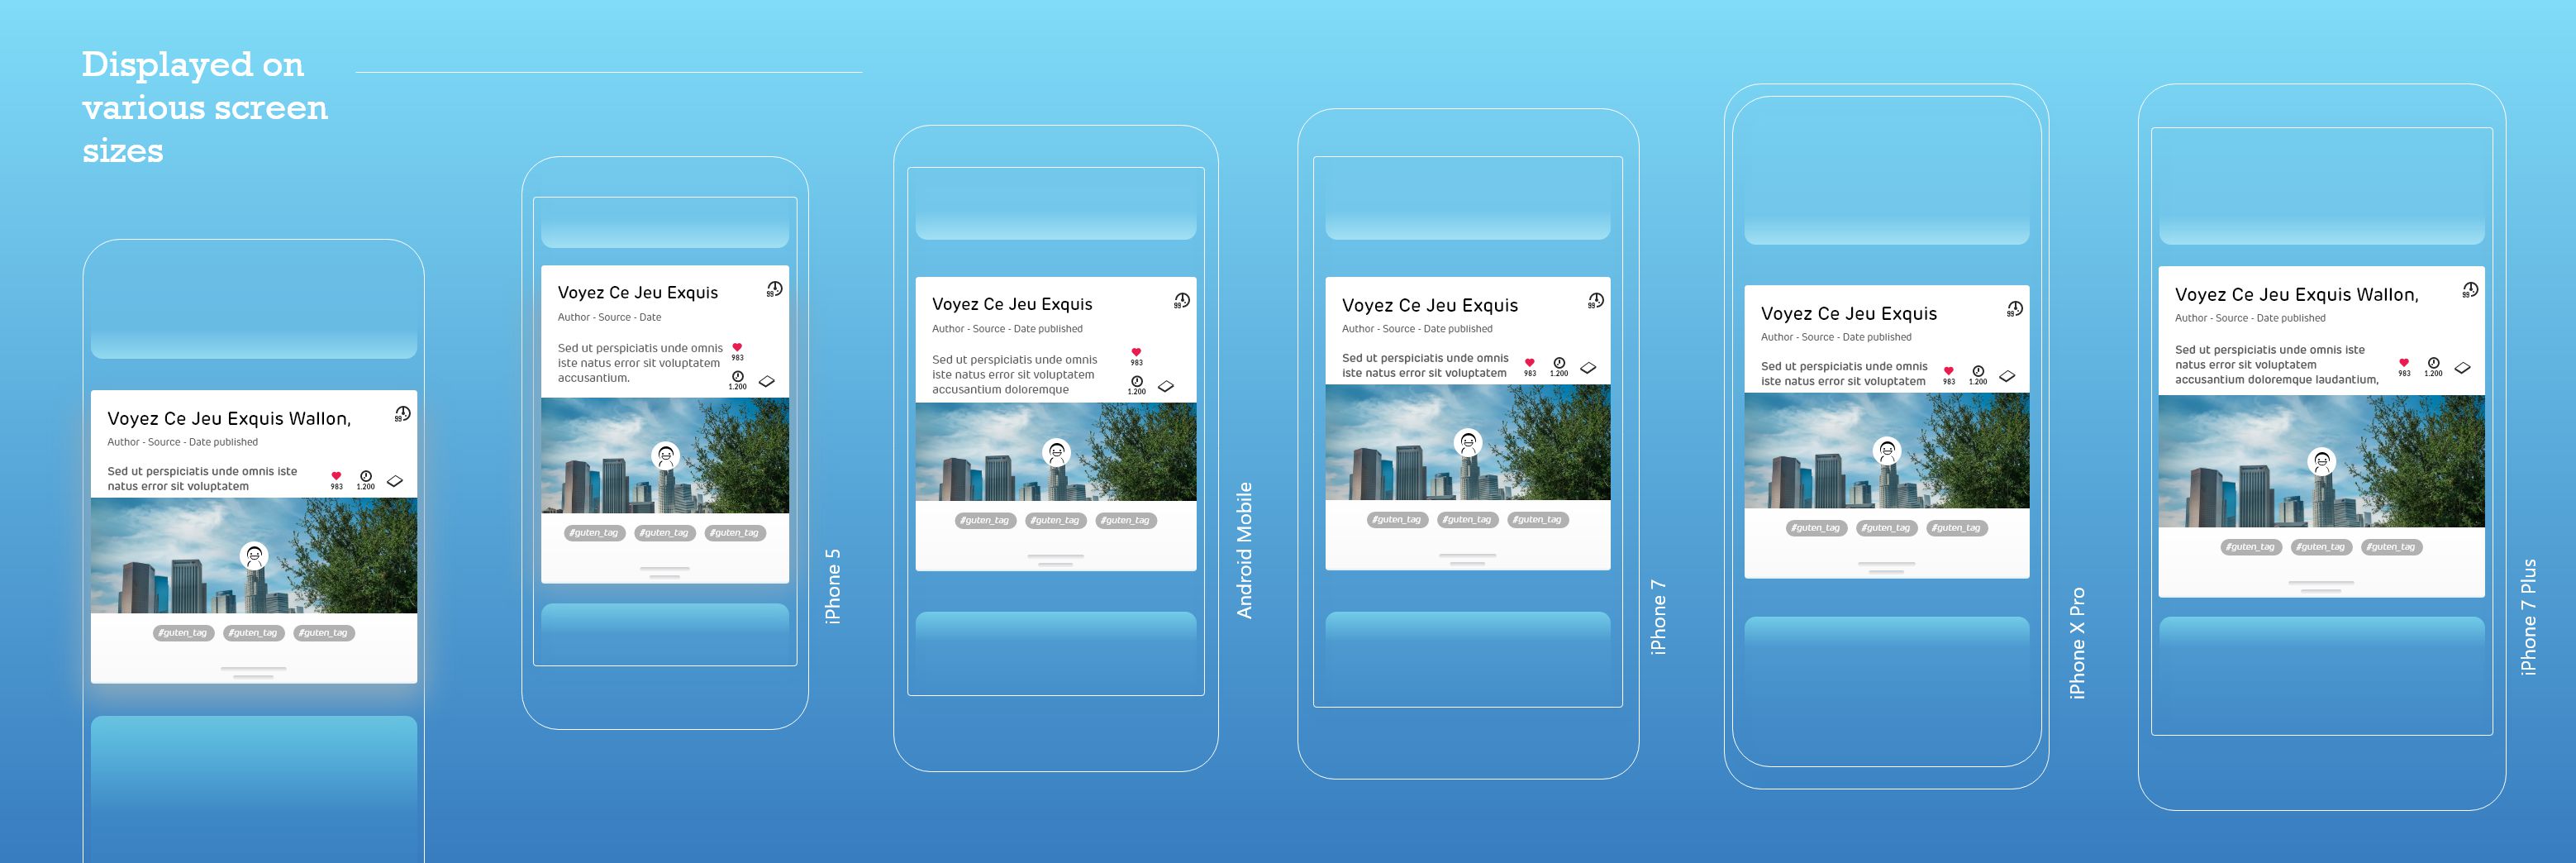 Displayed on
various screen
sizes
Voyez Ce Jeu Exquis Wallon,
99
Author - Source - Date published
Sed ut perspiciatis unde omnis iste
natus error sit voluptatem
983
1.200
#guten_tag #guten_tag #guten_tag
Voyez Ce Jeu Exquis
99
Author - Source - Date
Sed ut perspiciatis unde omnis
iste natus error sit voluptatem
accusantium.
983
1.200
#guten_tag #guten_tag #guten_tag
iPhone 5
Voyez Ce Jeu Exquis
99
Author - Source - Date published
Sed ut perspiciatis unde omnis
iste natus error sit voluptatem
accusantium doloremque
983
1.200
#guten_tag #guten_tag #guten_tag
Android Mobile
Voyez Ce Jeu Exquis
99
Author - Source - Date published
Sed ut perspiciatis unde omnis
iste natus error sit voluptatem
983
1.200
#guten_tag #guten_tag #guten_tag
iPhone 7
Voyez Ce Jeu Exquis
99
Author - Source - Date published
Sed ut perspiciatis unde omnis
iste natus error sit voluptatem
983
1.200
#guten_tag #guten_tag #guten_tag
iPhone X Pro
Voyez Ce Jeu Exquis Wallon,
99
Author - Source - Date published
Sed ut perspiciatis unde omnis iste
natus error sit voluptatem
accusantium doloremque laudantium,
983
1.200
#guten_tag #guten_tag #guten_tag
iPhone 7 Plus